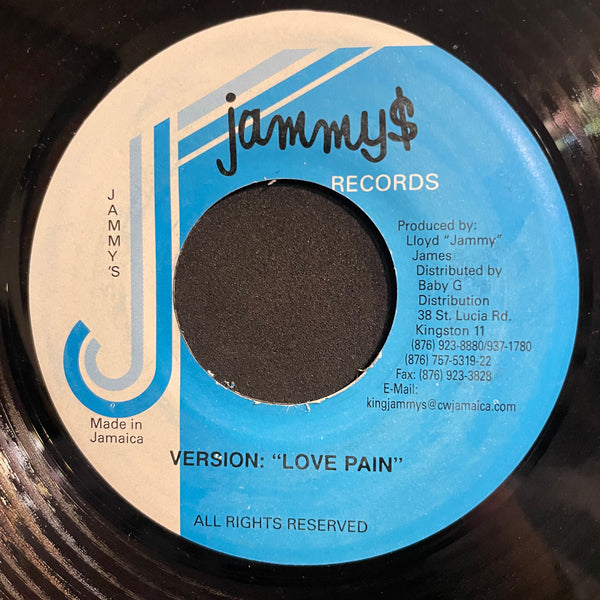 jammy$
RECORDS
JAMMY'S
Produced by:
Lloyd "Jammy"
James
Distributed by
Baby G
Distribution
38 St. Lucia Rd.
Kingston 11
(876) 923-8880/937-1780
(876) 757-5319-22
Fax: (876) 923-3828
E-Mail:
kingjammys@cwjamaica.com
Made in
Jamaica
VERSION: "LOVE PAIN"
ALL RIGHTS RESERVED